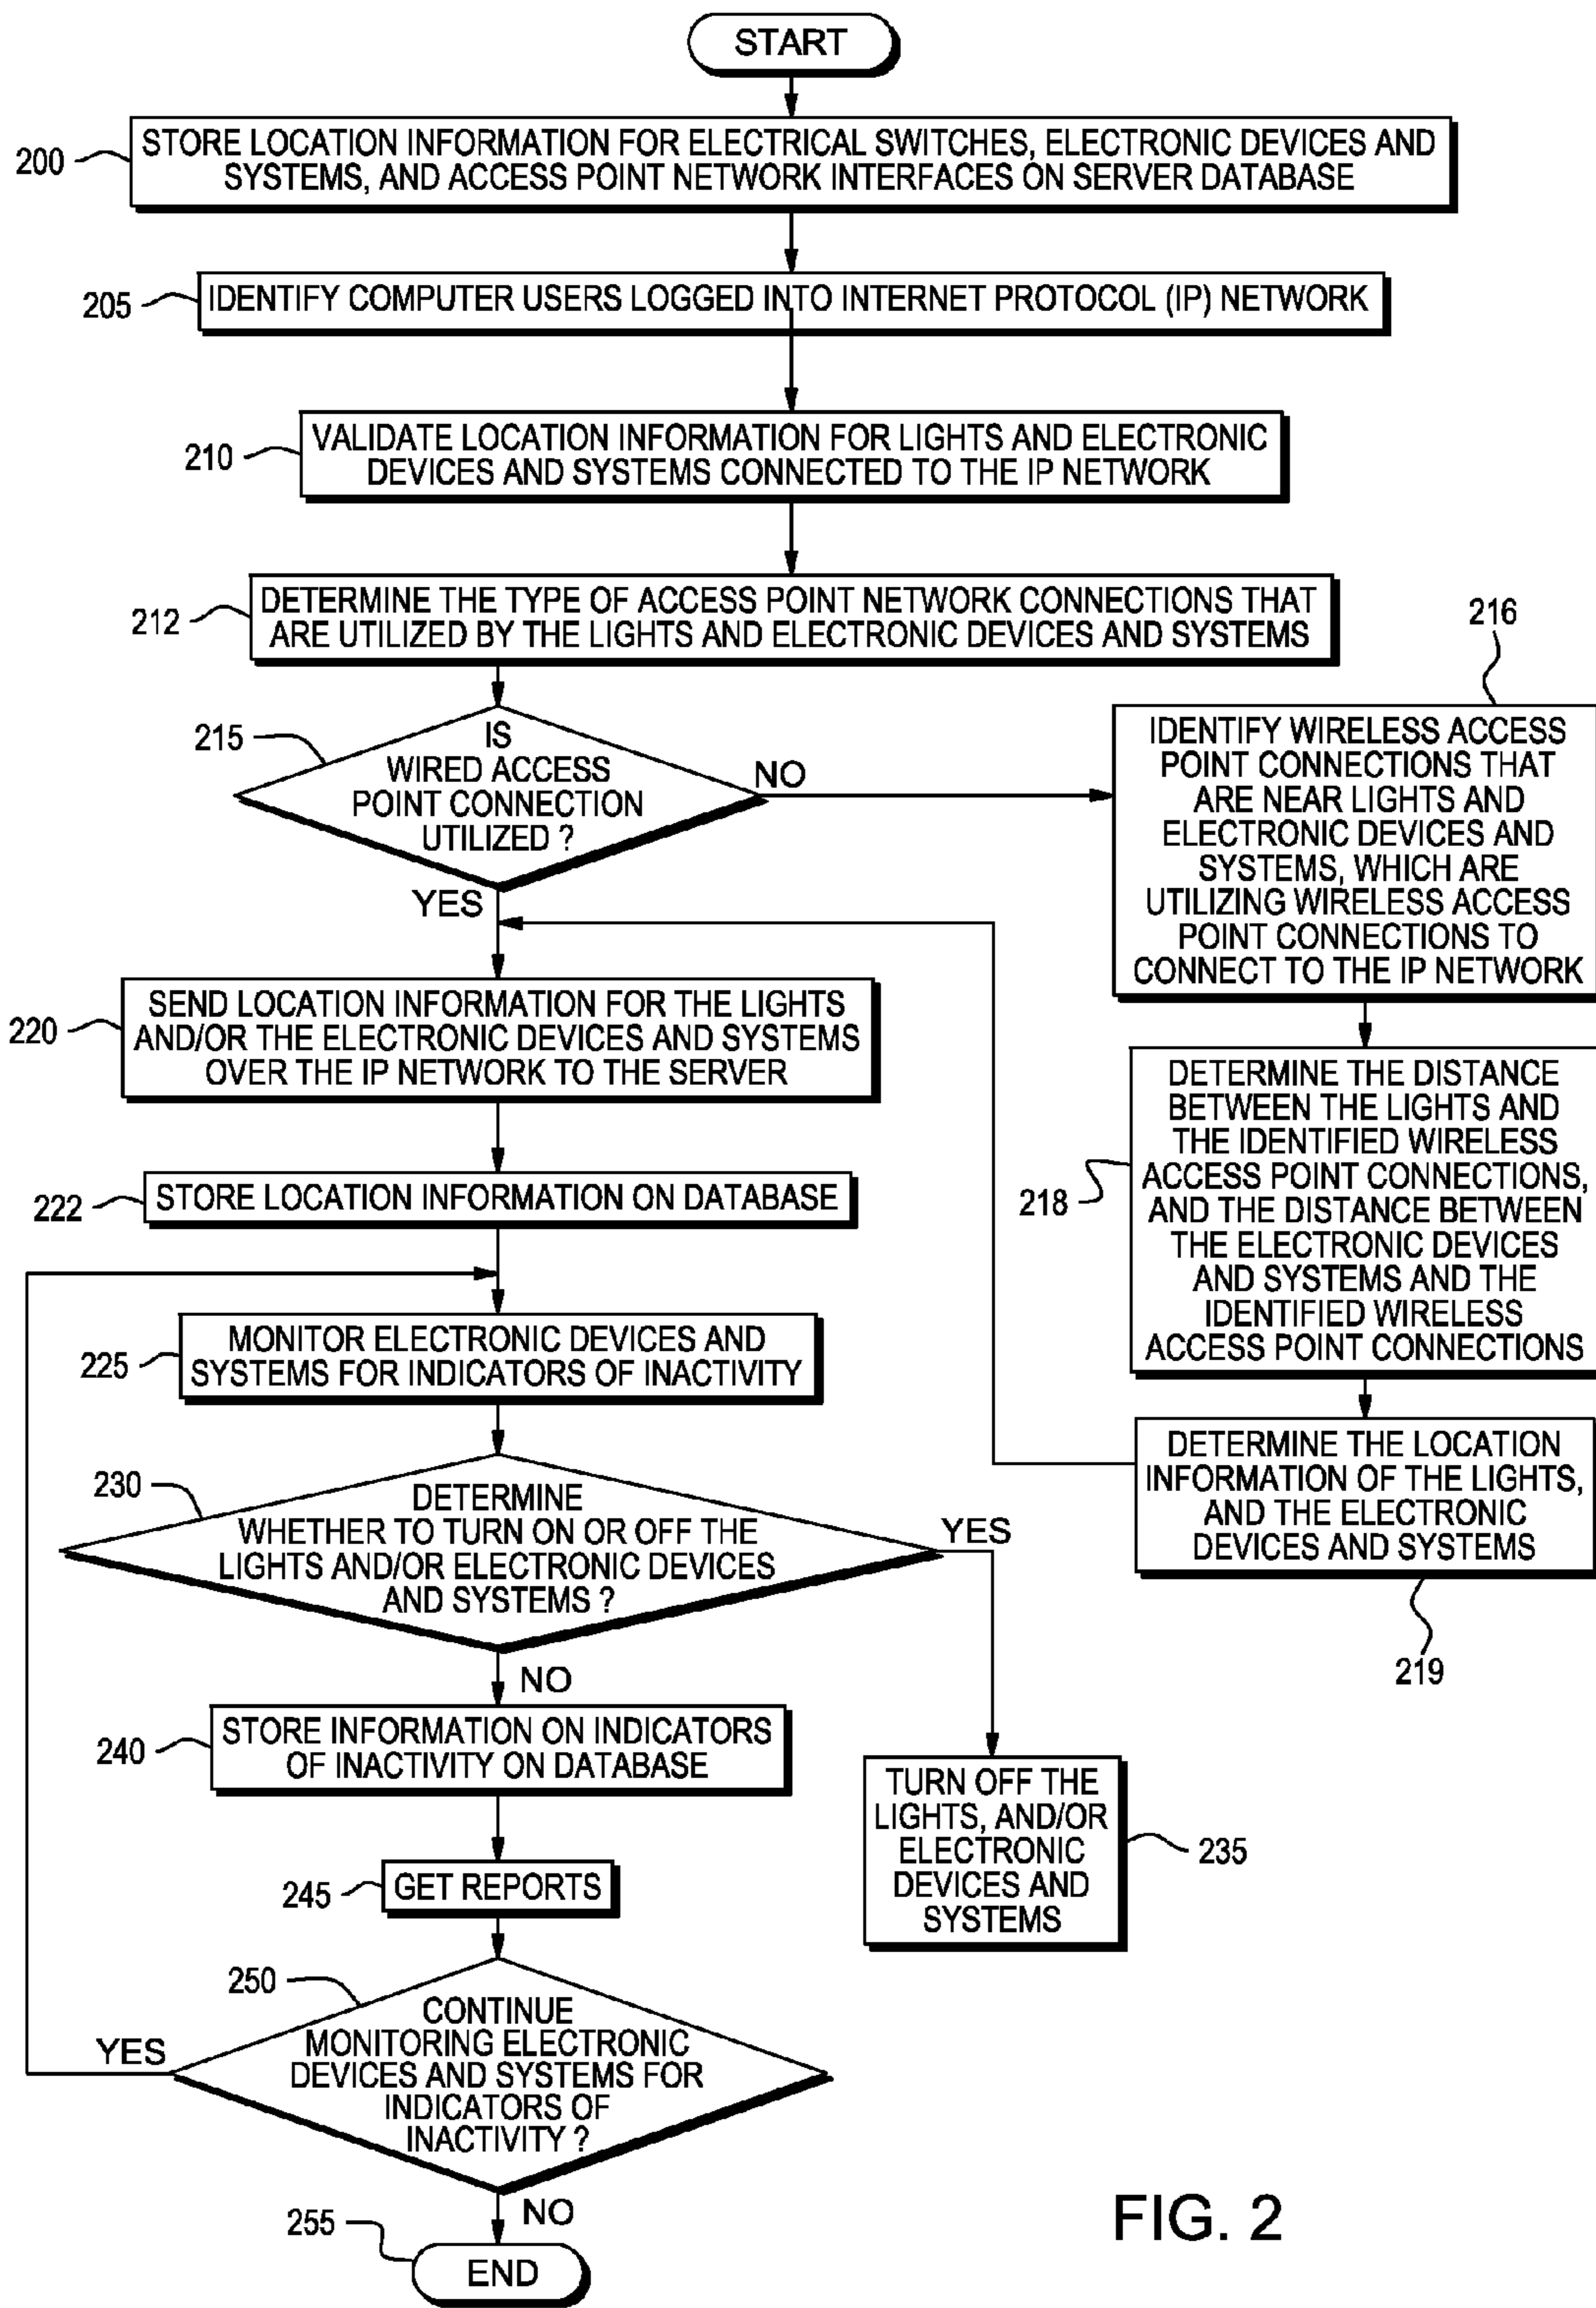 START
200
STORE LOCATION INFORMATION FOR ELECTRICAL SWITCHES, ELECTRONIC DEVICES AND
SYSTEMS, AND ACCESS POINT NETWORK INTERFACES ON SERVER DATABASE
205
IDENTIFY COMPUTER USERS LOGGED INTO INTERNET PROTOCOL (IP) NETWORK
210
VALIDATE LOCATION INFORMATION FOR LIGHTS AND ELECTRONIC
DEVICES AND SYSTEMS CONNECTED TO THE IP NETWORK
212
DETERMINE THE TYPE OF ACCESS POINT NETWORK CONNECTIONS THAT
ARE UTILIZED BY THE LIGHTS AND ELECTRONIC DEVICES AND SYSTEMS
215
IS
WIRED ACCESS
POINT CONNECTION
UTILIZED ?
NO
YES
216
IDENTIFY WIRELESS ACCESS
POINT CONNECTIONS THAT
ARE NEAR LIGHTS AND
ELECTRONIC DEVICES AND
SYSTEMS, WHICH ARE
UTILIZING WIRELESS ACCESS
POINT CONNECTIONS TO
CONNECT TO THE IP NETWORK
218
DETERMINE THE DISTANCE
BETWEEN THE LIGHTS AND
THE IDENTIFIED WIRELESS
ACCESS POINT CONNECTIONS,
AND THE DISTANCE BETWEEN
THE ELECTRONIC DEVICES
AND SYSTEMS AND THE
IDENTIFIED WIRELESS
ACCESS POINT CONNECTIONS
DETERMINE THE LOCATION
INFORMATION OF THE LIGHTS,
AND THE ELECTRONIC
DEVICES AND SYSTEMS
219
220
SEND LOCATION INFORMATION FOR THE LIGHTS
AND/OR THE ELECTRONIC DEVICES AND SYSTEMS
OVER THE IP NETWORK TO THE SERVER
222
STORE LOCATION INFORMATION ON DATABASE
225
MONITOR ELECTRONIC DEVICES AND
SYSTEMS FOR INDICATORS OF INACTIVITY
230
DETERMINE
WHETHER TO TURN ON OR OFF THE
LIGHTS AND/OR ELECTRONIC DEVICES
AND SYSTEMS ?
YES
NO
TURN OFF THE
LIGHTS, AND/OR
ELECTRONIC
DEVICES AND
SYSTEMS
235
240
STORE INFORMATION ON INDICATORS
OF INACTIVITY ON DATABASE
245
GET REPORTS
250
CONTINUE
MONITORING ELECTRONIC
DEVICES AND SYSTEMS FOR
INDICATORS OF
INACTIVITY ?
YES
NO
255
END
FIG. 2